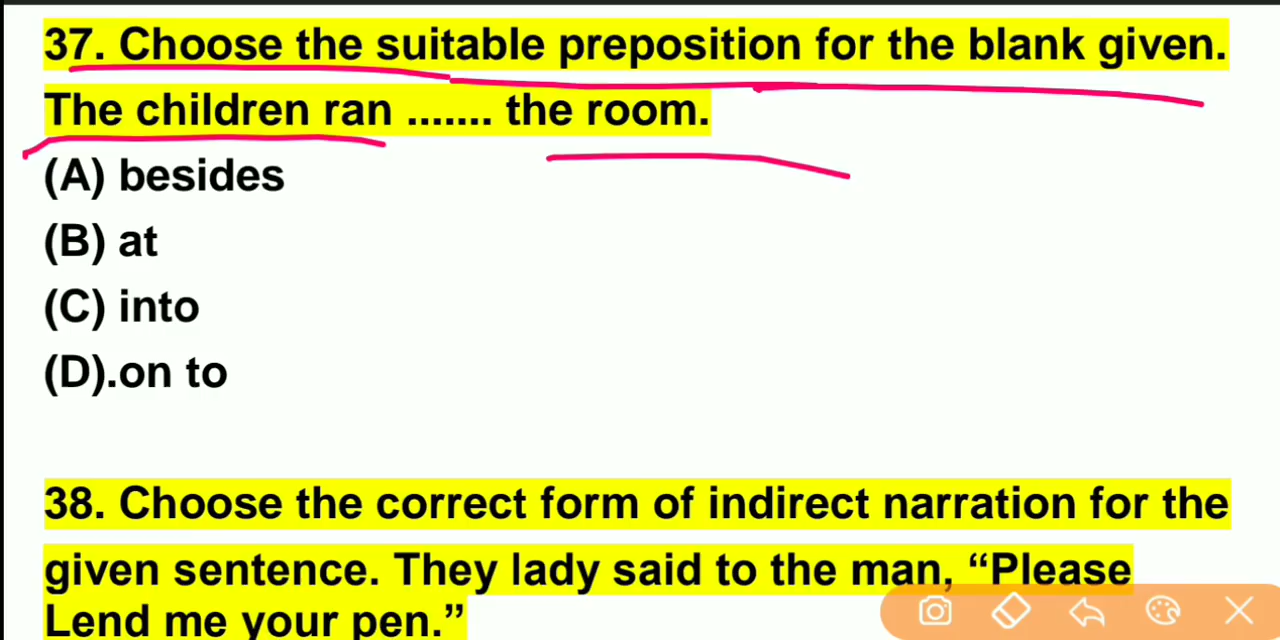 37. Choose the suitable preposition for the blank given.
The children ran ....... the room.
(A) besides
(B) at
(C) into
(D).on to
38. Choose the correct form of indirect narration for the
given sentence. They lady said to the man, “Please
Lend me your pen.”